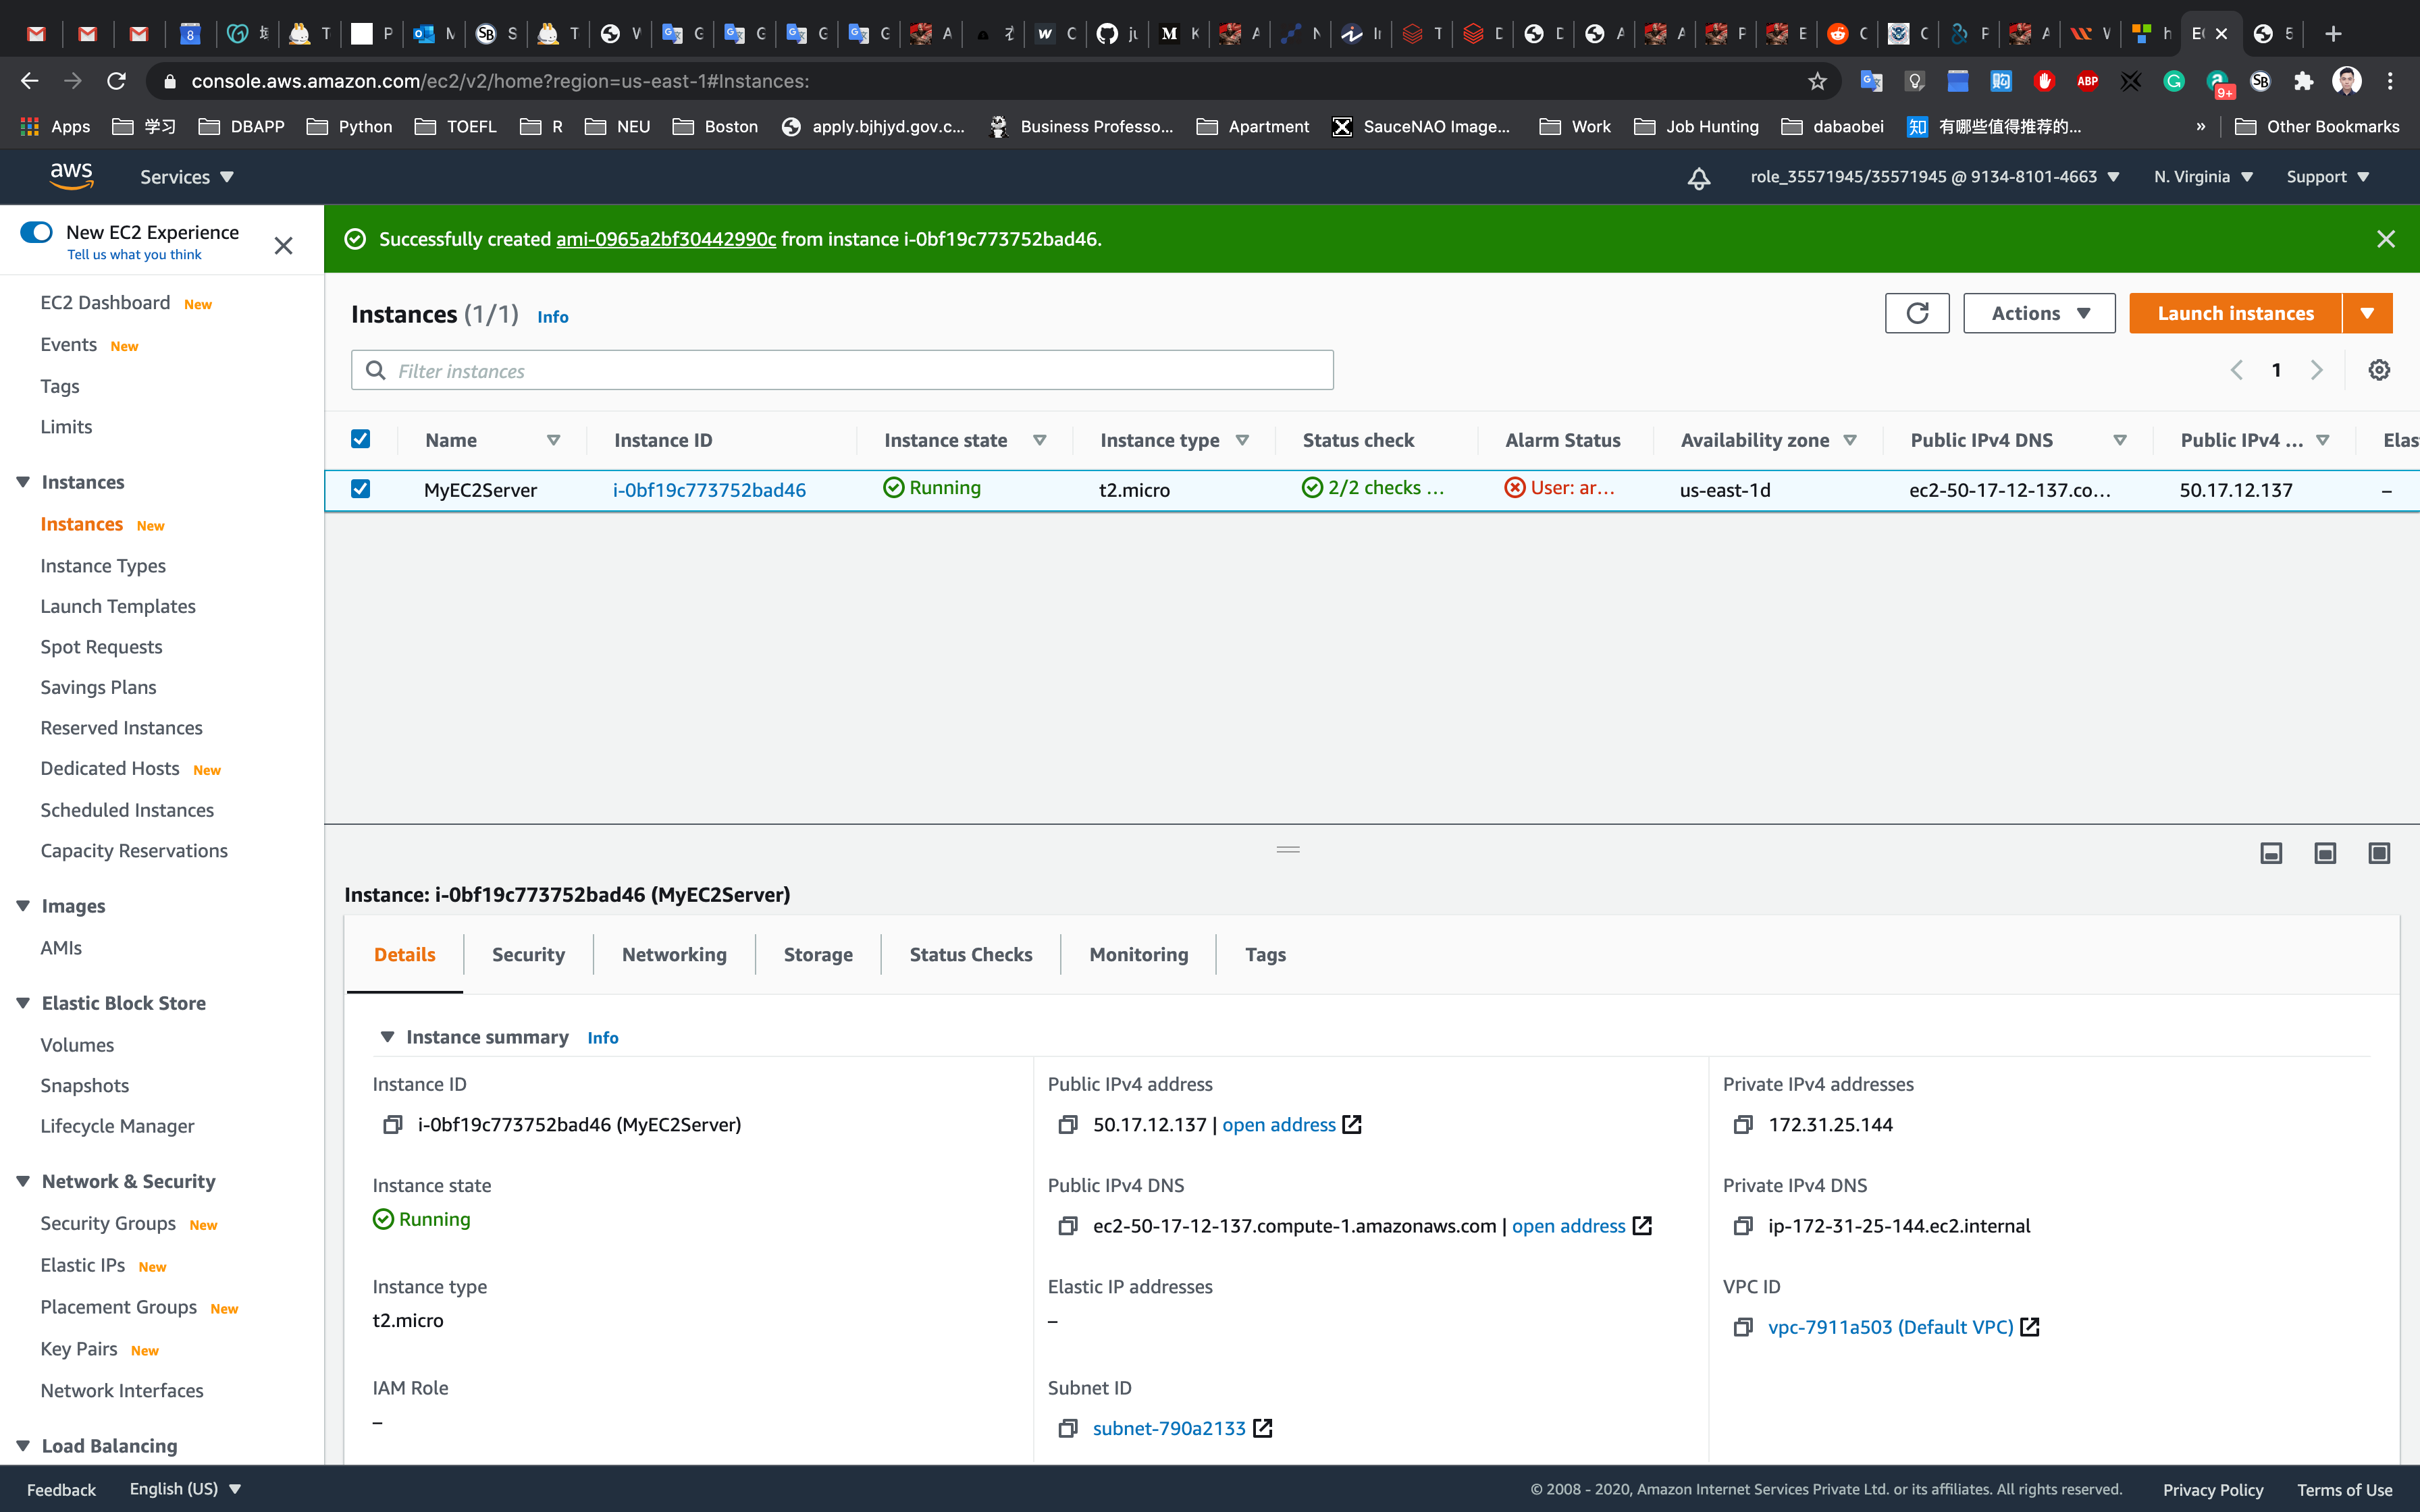 console.aws.amazon.com/ec2/v2/home?region=us-east-1#Instances:
Apps 学习 DBAPP Python TOEFL R NEU Boston apply.bjhjyd.gov.c... Business Professo... Apartment SauceNAO Image... Work Job Hunting dabaobei 有哪些值得推荐的... » Other Bookmarks
aws Services role_35571945/35571945 @ 9134-8101-4663 N. Virginia Support
New EC2 Experience
Tell us what you think
Successfully created ami-0965a2bf30442990c from instance i-0bf19c773752bad46.
EC2 Dashboard New
Events New
Tags
Limits
Instances
Instances New
Instance Types
Launch Templates
Spot Requests
Savings Plans
Reserved Instances
Dedicated Hosts New
Scheduled Instances
Capacity Reservations
Images
AMIs
Elastic Block Store
Volumes
Snapshots
Lifecycle Manager
Network & Security
Security Groups New
Elastic IPs New
Placement Groups New
Key Pairs New
Network Interfaces
Load Balancing
Instances (1/1) Info
Actions Launch instances
Filter instances
1
Name Instance ID Instance state Instance type Status check Alarm Status Availability zone Public IPv4 DNS Public IPv4 ... Elas
MyEC2Server i-0bf19c773752bad46 Running t2.micro 2/2 checks ... User: ar... us-east-1d ec2-50-17-12-137.co... 50.17.12.137 –
Instance: i-0bf19c773752bad46 (MyEC2Server)
Details Security Networking Storage Status Checks Monitoring Tags
Instance summary Info
Instance ID
i-0bf19c773752bad46 (MyEC2Server)
Public IPv4 address
50.17.12.137 | open address
Private IPv4 addresses
172.31.25.144
Instance state
Running
Public IPv4 DNS
ec2-50-17-12-137.compute-1.amazonaws.com | open address
Private IPv4 DNS
ip-172-31-25-144.ec2.internal
Instance type
t2.micro
Elastic IP addresses
–
VPC ID
vpc-7911a503 (Default VPC)
IAM Role
–
Subnet ID
subnet-790a2133
Feedback English (US) © 2008 - 2020, Amazon Internet Services Private Ltd. or its affiliates. All rights reserved. Privacy Policy Terms of Use